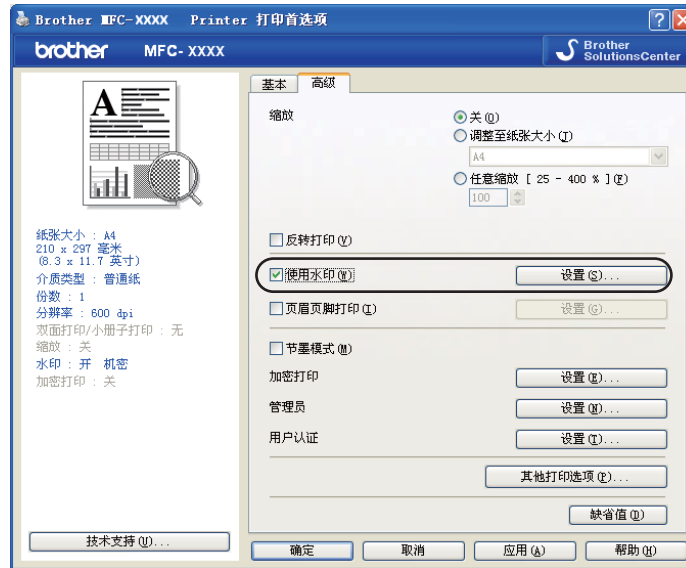 Brother MFC-XXXX Printer 打印首选项
brother MFC- XXXX
Brother
SolutionsCenter
基本 高级
A
纸张大小 : A4
210 x 297 毫米
(8.3 x 11.7 英寸)
介质类型 : 普通纸
份数 : 1
分辨率 : 600 dpi
双面打印/小册子打印 : 无
缩放 : 关
水印 : 开 机密
加密打印 : 关
技术支持(U)...
缩放
关(O)
调整至纸张大小(T)
A4
任意缩放 [ 25 - 400 % ](F)
100
反转打印(V)
使用水印(W) 设置(S)...
页眉页脚打印(I) 设置(G)...
节墨模式(M)
加密打印 设置(E)...
管理员 设置(N)...
用户认证 设置(T)...
其他打印选项(P)...
缺省值(D)
确定 取消 应用(A) 帮助(H)